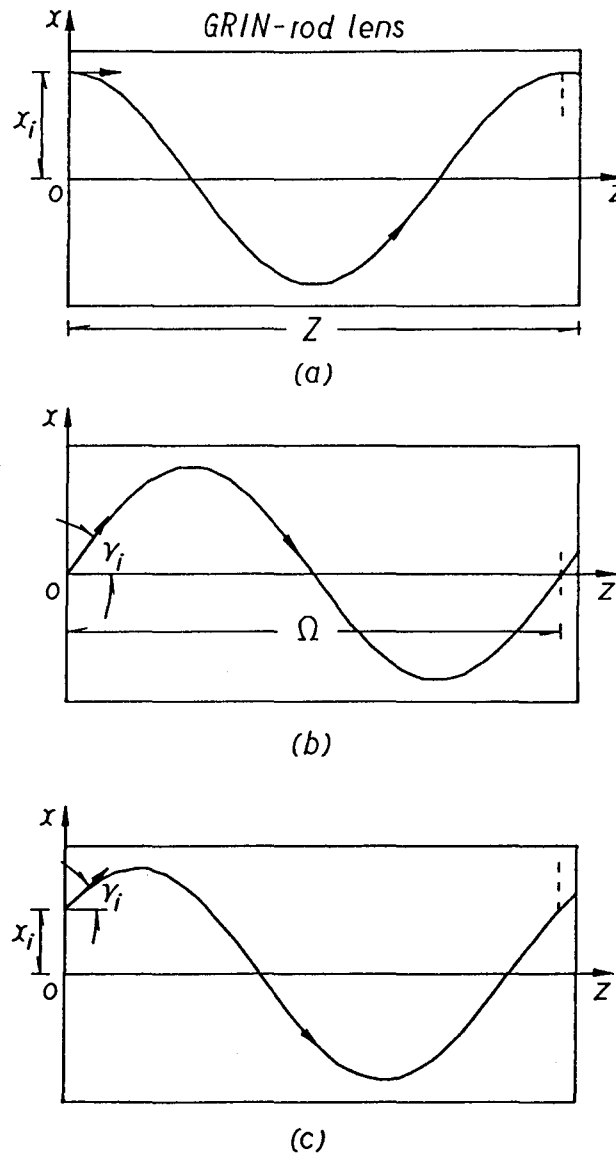 x GRIN-rod lens
x_i
o z
Z
(a)
x
γ_i
o z
Ω
(b)
x
γ_i
x_i
o z
(c)